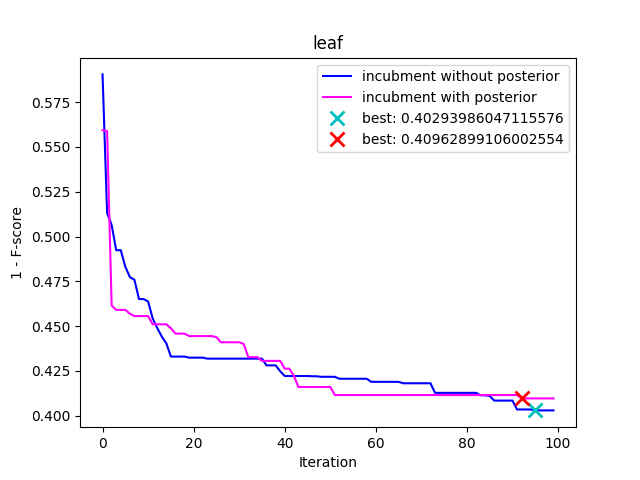 leaf
incubment without posterior
incubment with posterior
best: 0.40293986047115576
best: 0.40962899106002554
1 - F-score
0.575
0.550
0.525
0.500
0.475
0.450
0.425
0.400
0 20 40 60 80 100
Iteration